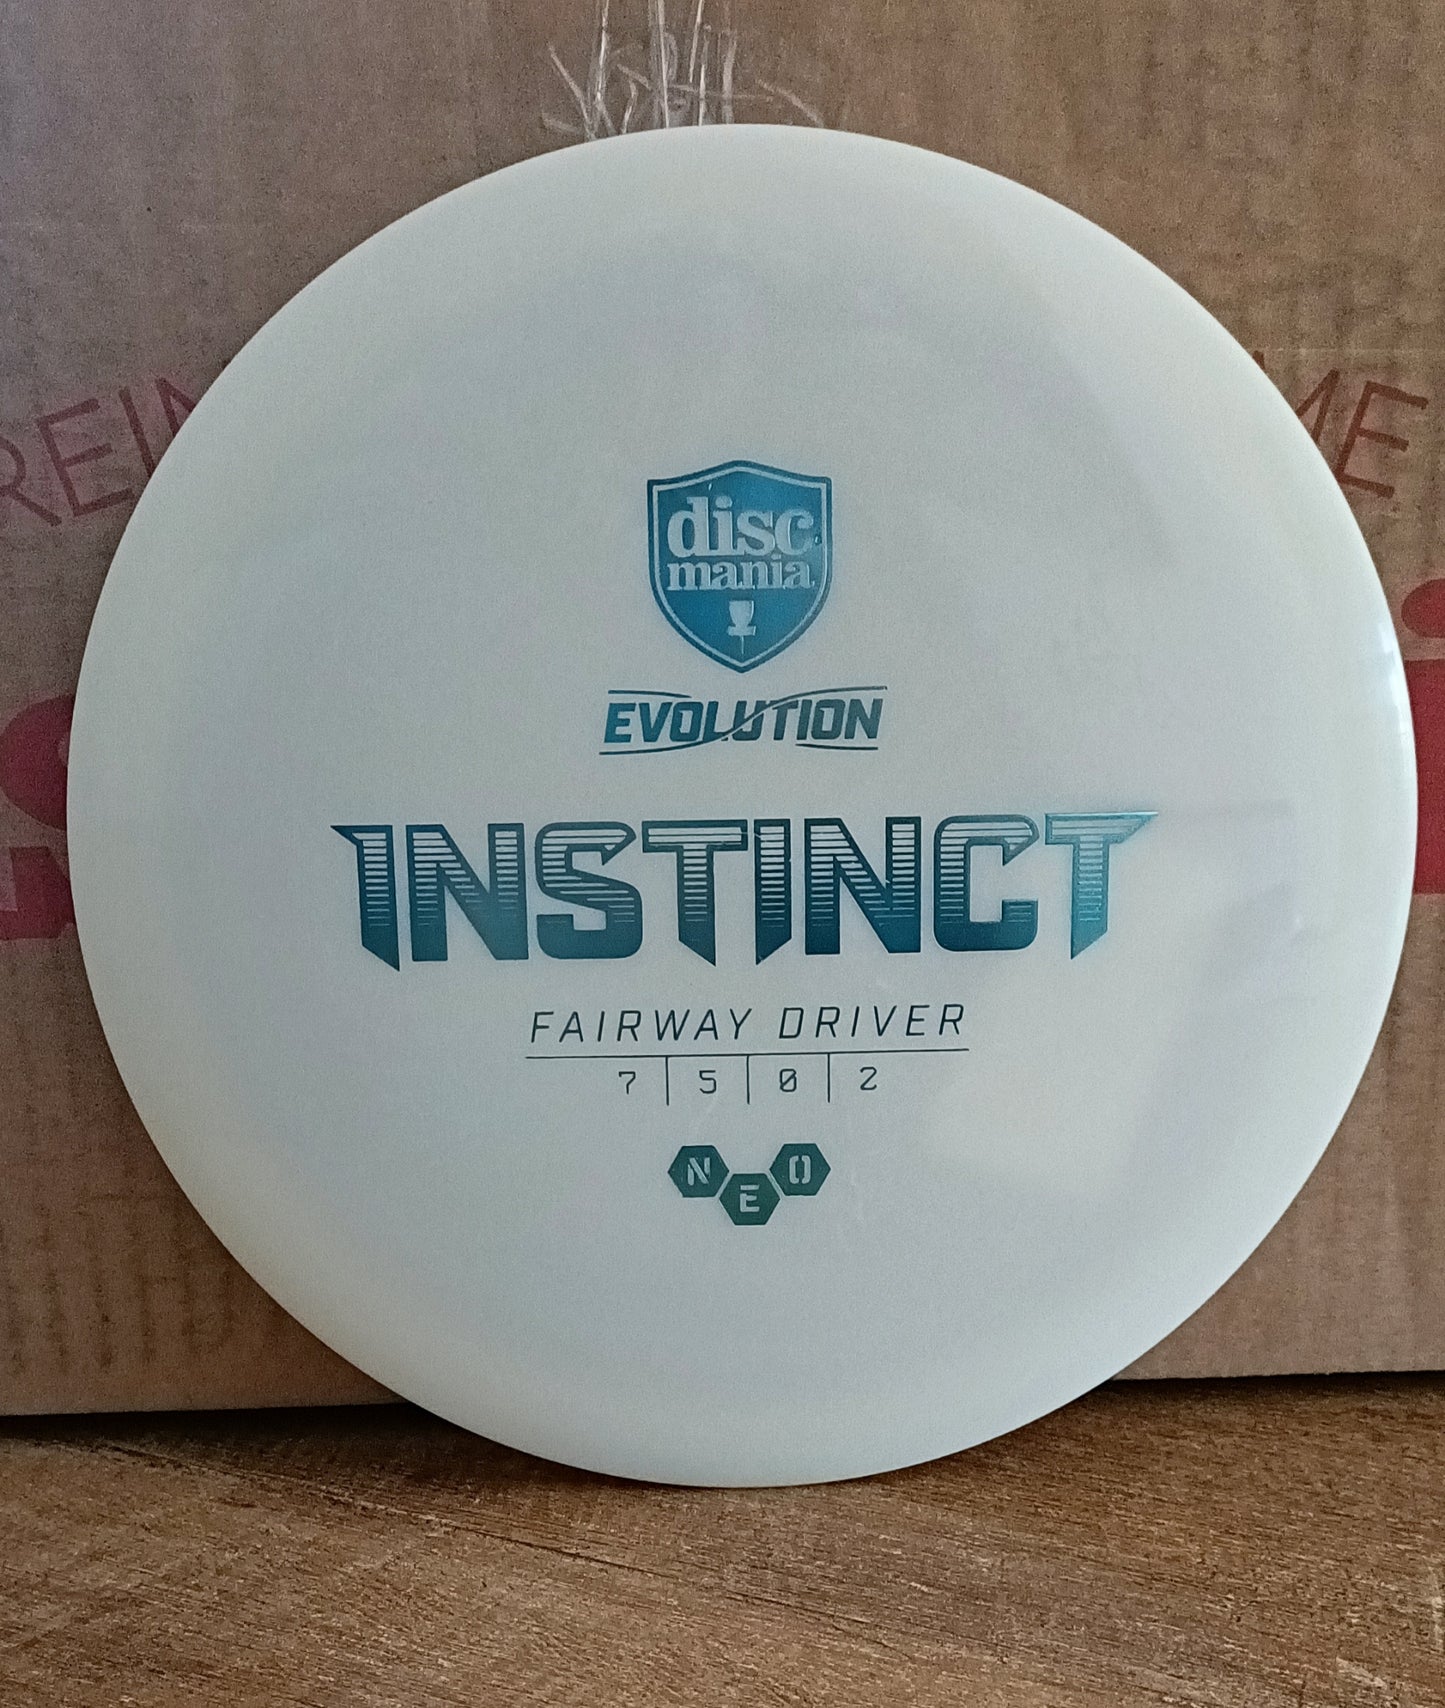 disc
mania
EVOLUTION
INSTINCT
FAIRWAY DRIVER
7 5 0 2
NEO